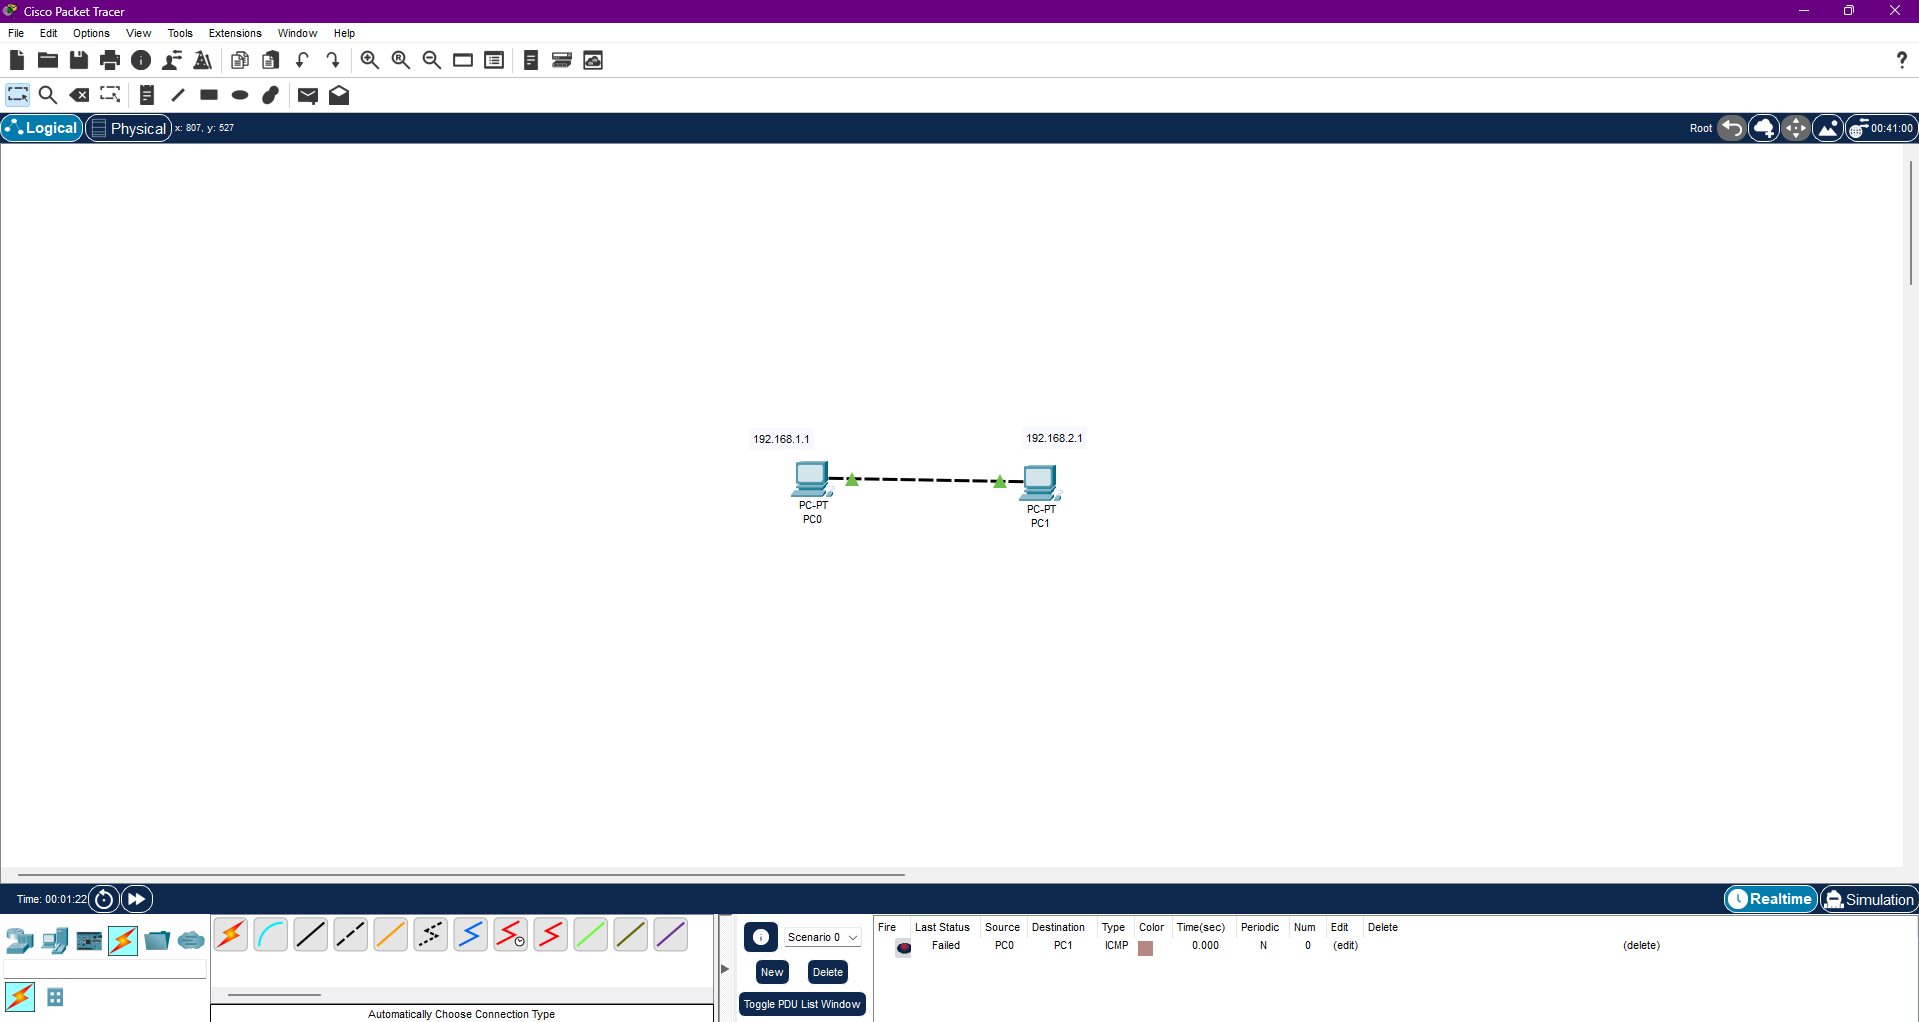 Cisco Packet Tracer
File Edit Options View Tools Extensions Window Help
?
Logical Physical x: 807, y: 527 Root 00:41:00
192.168.1.1 192.168.2.1
PC-PT PC-PT
PC0 PC1
Time: 00:01:22 Realtime Simulation
Fire Last Status Source Destination Type Color Time(sec) Periodic Num Edit Delete
Scenario 0 Failed PC0 PC1 ICMP 0.000 N 0 (edit) (delete)
New Delete
Toggle PDU List Window
Automatically Choose Connection Type